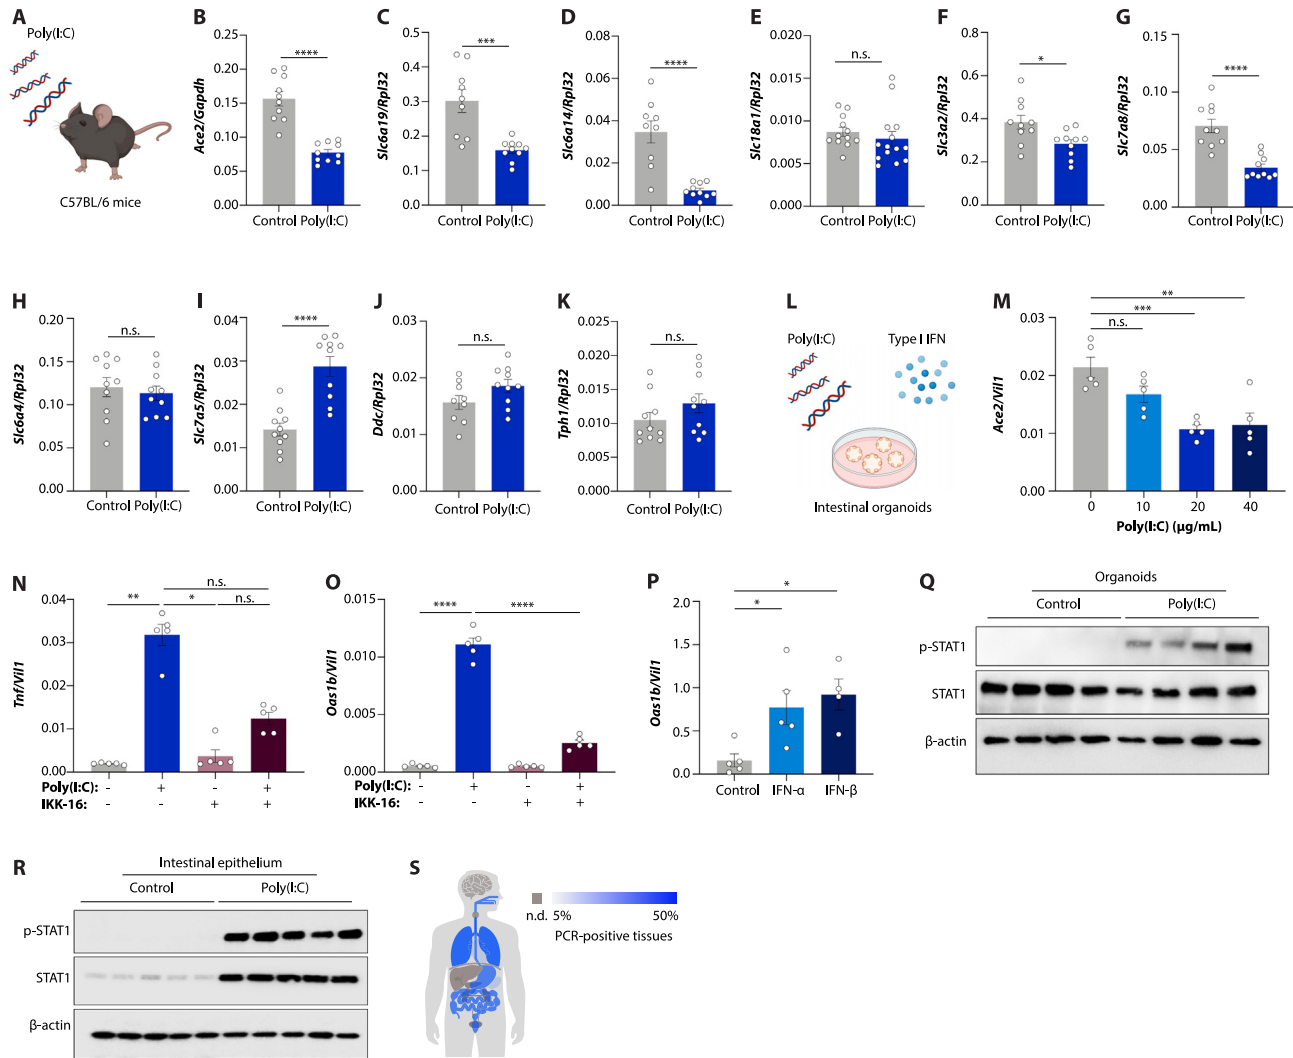 A
Poly(I:C)
C57BL/6 mice
B
Ace2/Gapdh
0.25
0.20
0.15
0.10
0.05
0.00
****
Control Poly(I:C)
C
Slc6a19/Rpl32
0.5
0.4
0.3
0.2
0.1
0.0
***
Control Poly(I:C)
D
Slc6a14/Rpl32
0.08
0.06
0.04
0.02
0.00
****
Control Poly(I:C)
E
Slc18a1/Rpl32
0.020
0.015
0.010
0.005
0.000
n.s.
Control Poly(I:C)
F
Slc3a2/Rpl32
0.8
0.6
0.4
0.2
0.0
*
Control Poly(I:C)
G
Slc7a8/Rpl32
0.15
0.10
0.05
0.00
****
Control Poly(I:C)
H
Slc6a4/Rpl32
0.20
0.15
0.10
0.05
0.00
n.s.
Control Poly(I:C)
I
Slc7a5/Rpl32
0.04
0.03
0.02
0.01
0.00
****
Control Poly(I:C)
J
Ddc/Rpl32
0.03
0.02
0.01
0.00
n.s.
Control Poly(I:C)
K
Tph1/Rpl32
0.025
0.020
0.015
0.010
0.005
0.000
n.s.
Control Poly(I:C)
L
Poly(I:C)
Type I IFN
Intestinal organoids
M
Ace2/Vil1
0.03
0.02
0.01
0.00
**
***
n.s.
0 10 20 40
Poly(I:C) (µg/mL)
N
Tnf/Vil1
0.04
0.03
0.02
0.01
0.00
n.s.
** * n.s.
Poly(I:C): - + - +
IKK-16: - - + +
O
Oas1b/Vil1
0.015
0.010
0.005
0.000
**** ****
Poly(I:C): - + - +
IKK-16: - - + +
P
Oas1b/Vil1
2.0
1.5
1.0
0.5
0.0
*
*
Control IFN-α IFN-β
Q
Organoids
Control Poly(I:C)
p-STAT1
STAT1
β-actin
R
Intestinal epithelium
Control Poly(I:C)
p-STAT1
STAT1
β-actin
S
n.d. 5% 50%
PCR-positive tissues